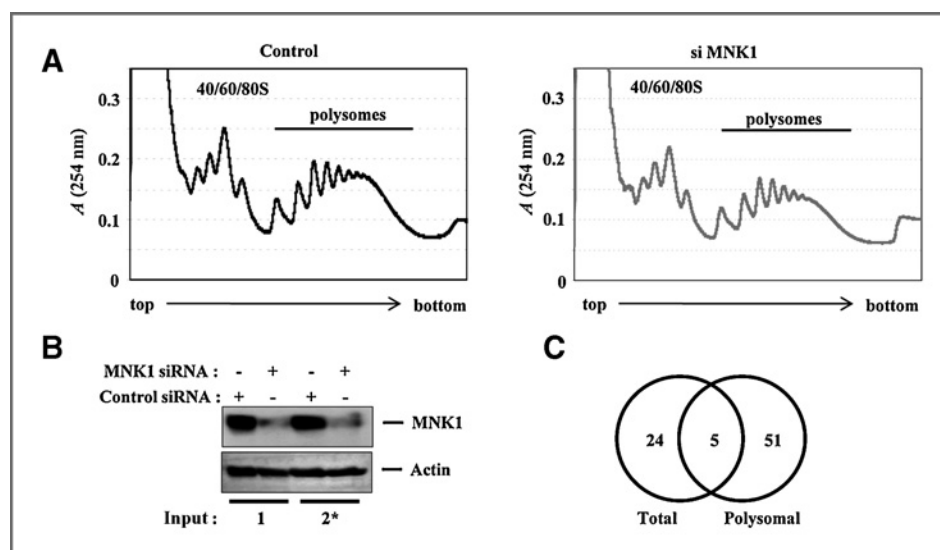 A
Control
si MNK1
0.3
0.2
0.1
0
A (254 nm)
40/60/80S
polysomes
top
bottom
0.3
0.2
0.1
0
A (254 nm)
40/60/80S
polysomes
top
bottom
B
MNK1 siRNA : - + - +
Control siRNA : + - + -
MNK1
Actin
Input : 1 2*
C
24 5 51
Total Polysomal